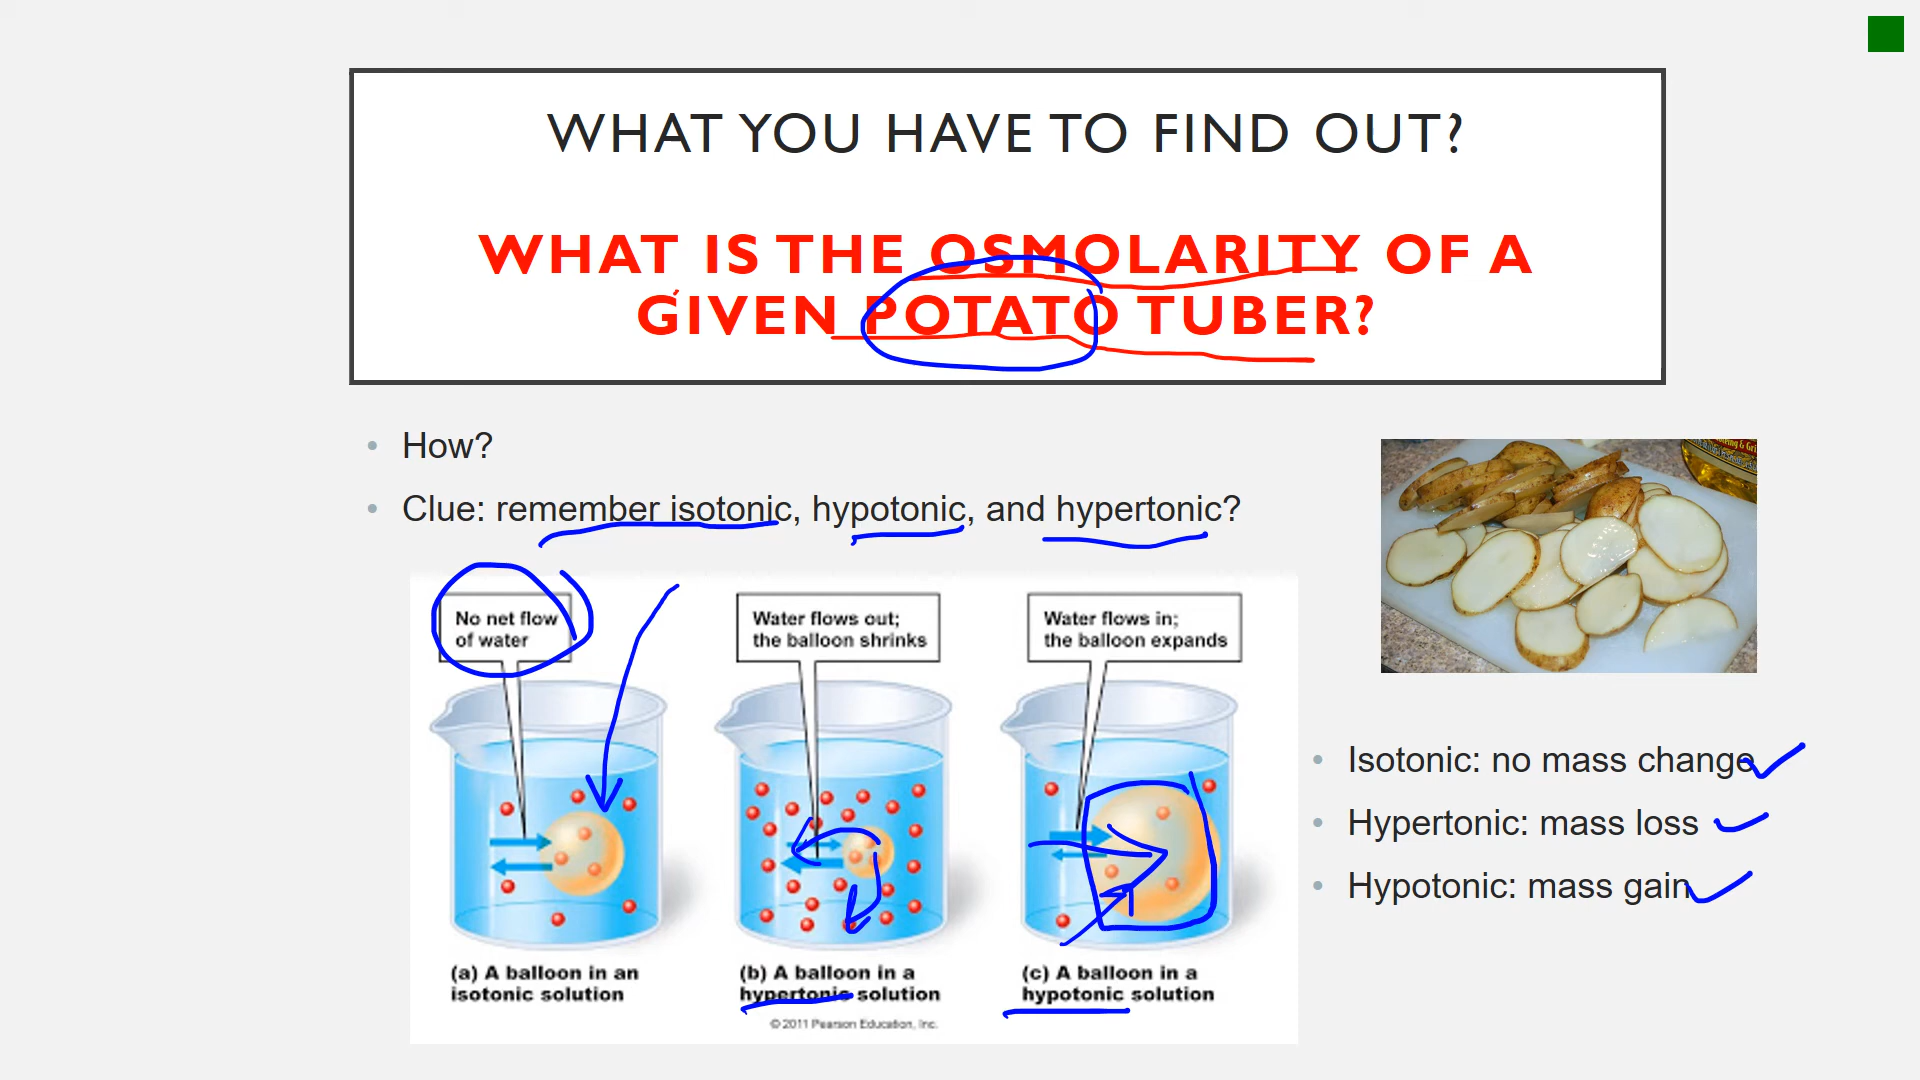 WHAT YOU HAVE TO FIND OUT?
WHAT IS THE OSMOLARITY OF A
GIVEN POTATO TUBER?
• How?
• Clue: remember isotonic, hypotonic, and hypertonic?
No net flow
of water
Water flows out;
the balloon shrinks
Water flows in;
the balloon expands
(a) A balloon in an
isotonic solution
(b) A balloon in a
hypertonic solution
(c) A balloon in a
hypotonic solution
© 2011 Pearson Education, Inc.
• Isotonic: no mass change
• Hypertonic: mass loss
• Hypotonic: mass gain